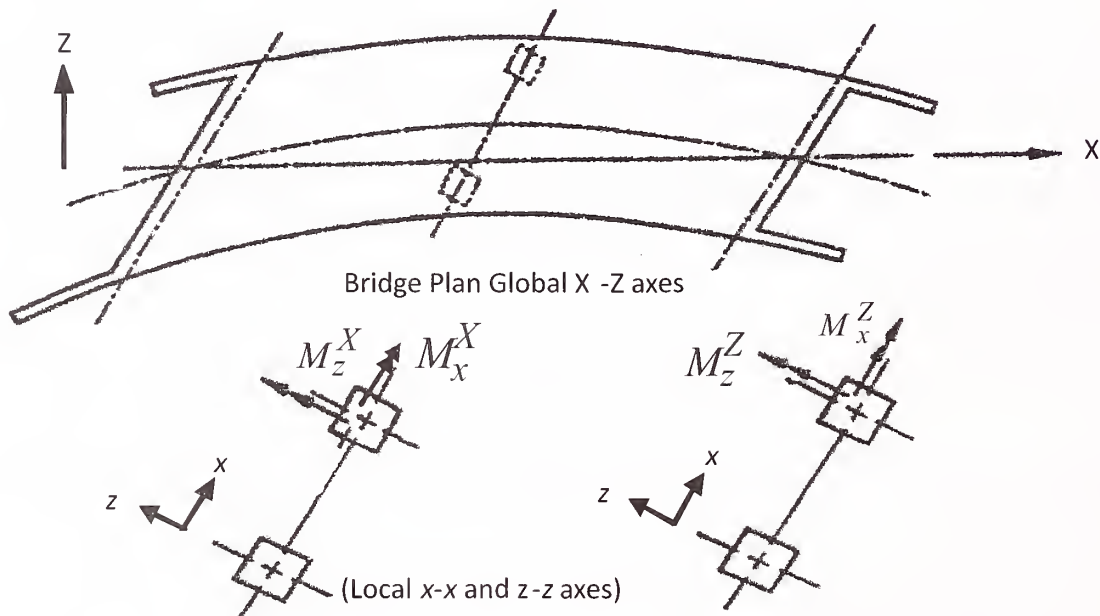 Z
X
Bridge Plan Global X -Z axes
M_z^X M_x^X
M_z^Z M_x^Z
x
z
x
z
(Local x-x and z-z axes)